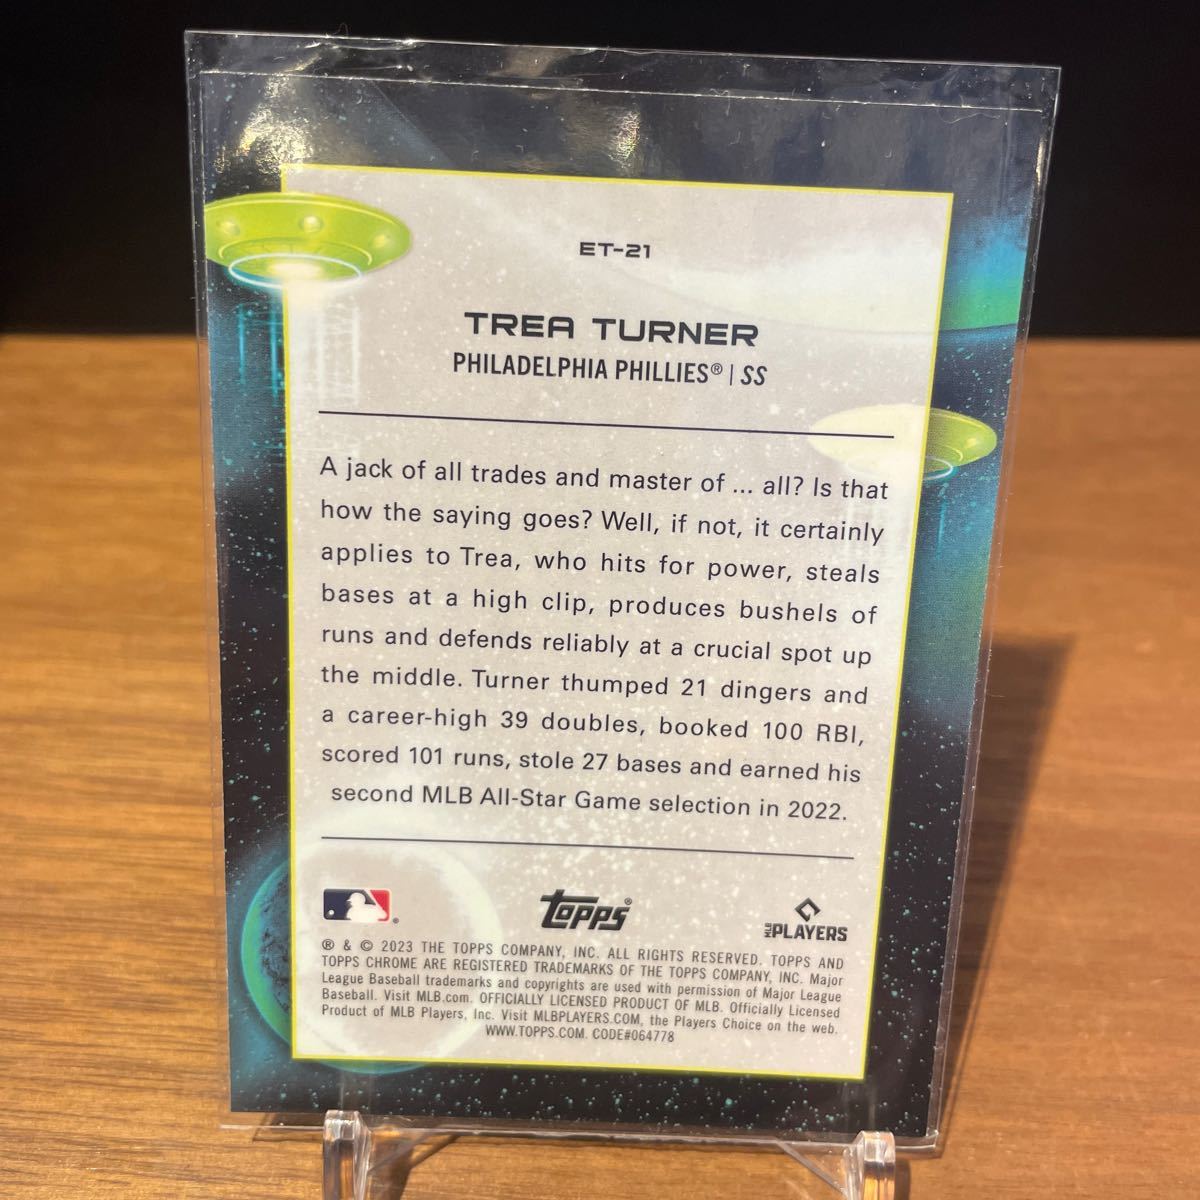 ET-21
TREA TURNER
PHILADELPHIA PHILLIES® | SS
A jack of all trades and master of ... all? Is that
how the saying goes? Well, if not, it certainly
applies to Trea, who hits for power, steals
bases at a high clip, produces bushels of
runs and defends reliably at a crucial spot up
the middle. Turner thumped 21 dingers and
a career-high 39 doubles, booked 100 RBI,
scored 101 runs, stole 27 bases and earned his
second MLB All-Star Game selection in 2022.
®
Topps®
MLB PLAYERS
® & © 2023 THE TOPPS COMPANY, INC. ALL RIGHTS RESERVED. TOPPS AND
TOPPS CHROME ARE REGISTERED TRADEMARKS OF THE TOPPS COMPANY, INC. Major
League Baseball trademarks and copyrights are used with permission of Major League
Baseball. Visit MLB.com. OFFICIALLY LICENSED PRODUCT OF MLB. Officially Licensed
Product of MLB Players, Inc. Visit MLBPLAYERS.COM, the Players Choice on the web.
WWW.TOPPS.COM. CODE#064778